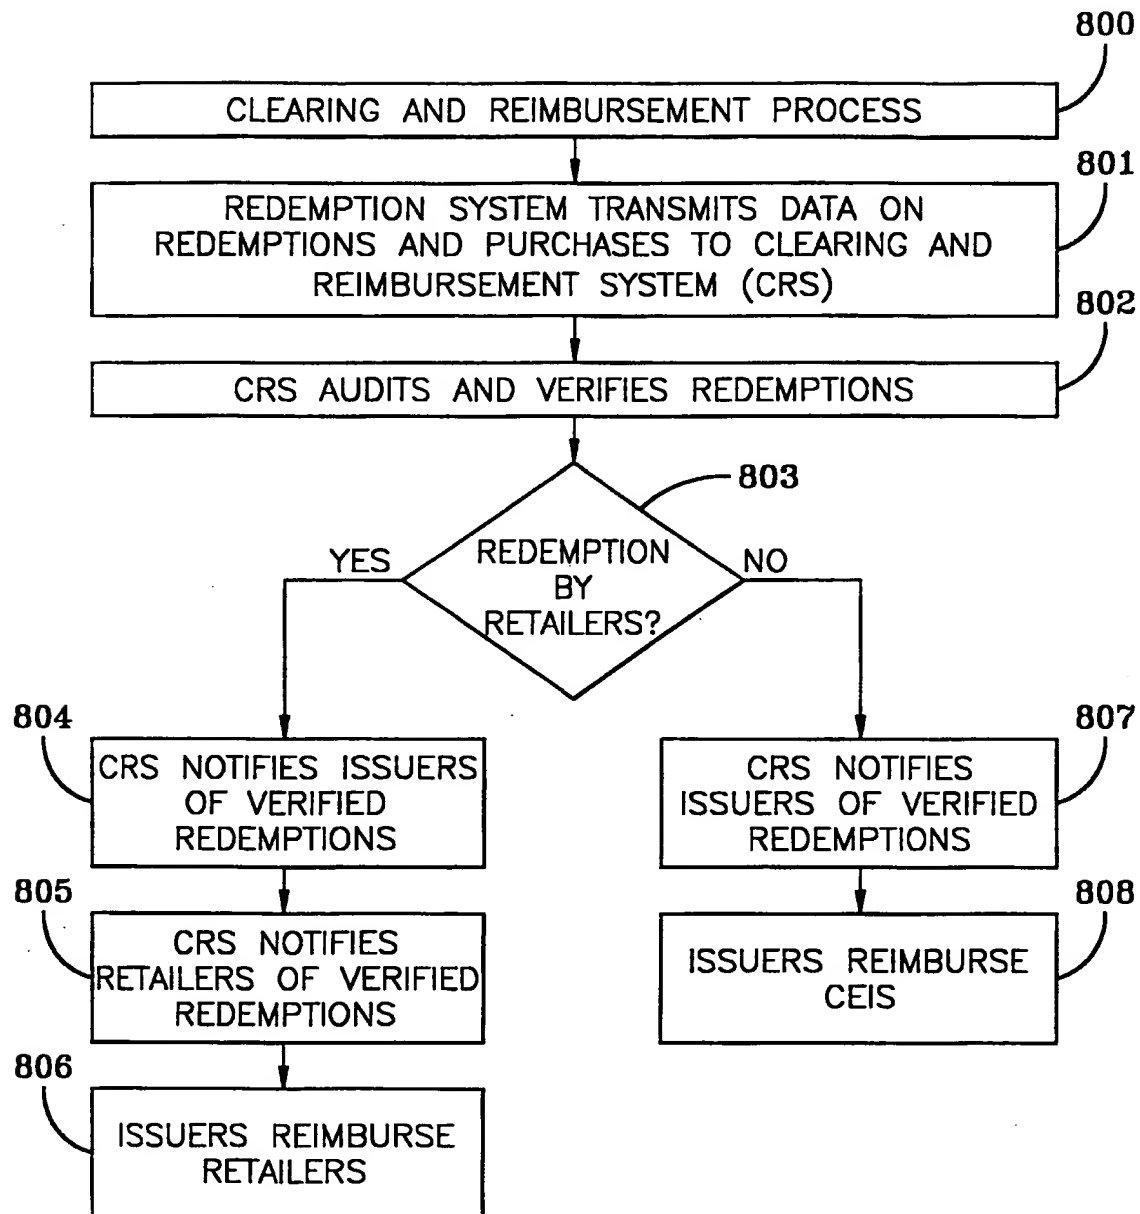 800
CLEARING AND REIMBURSEMENT PROCESS
801
REDEMPTION SYSTEM TRANSMITS DATA ON
REDEMPTIONS AND PURCHASES TO CLEARING AND
REIMBURSEMENT SYSTEM (CRS)
802
CRS AUDITS AND VERIFIES REDEMPTIONS
803
YES
REDEMPTION
BY
RETAILERS?
NO
804
CRS NOTIFIES ISSUERS
OF VERIFIED
REDEMPTIONS
807
CRS NOTIFIES
ISSUERS OF VERIFIED
REDEMPTIONS
805
CRS NOTIFIES
RETAILERS OF VERIFIED
REDEMPTIONS
808
ISSUERS REIMBURSE
CEIS
806
ISSUERS REIMBURSE
RETAILERS